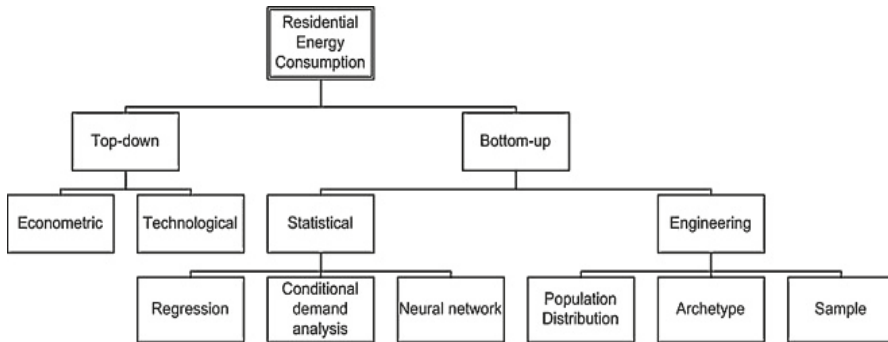 Residential
Energy
Consumption
Top-down
Bottom-up
Econometric
Technological
Statistical
Engineering
Regression
Conditional
demand
analysis
Neural network
Population
Distribution
Archetype
Sample